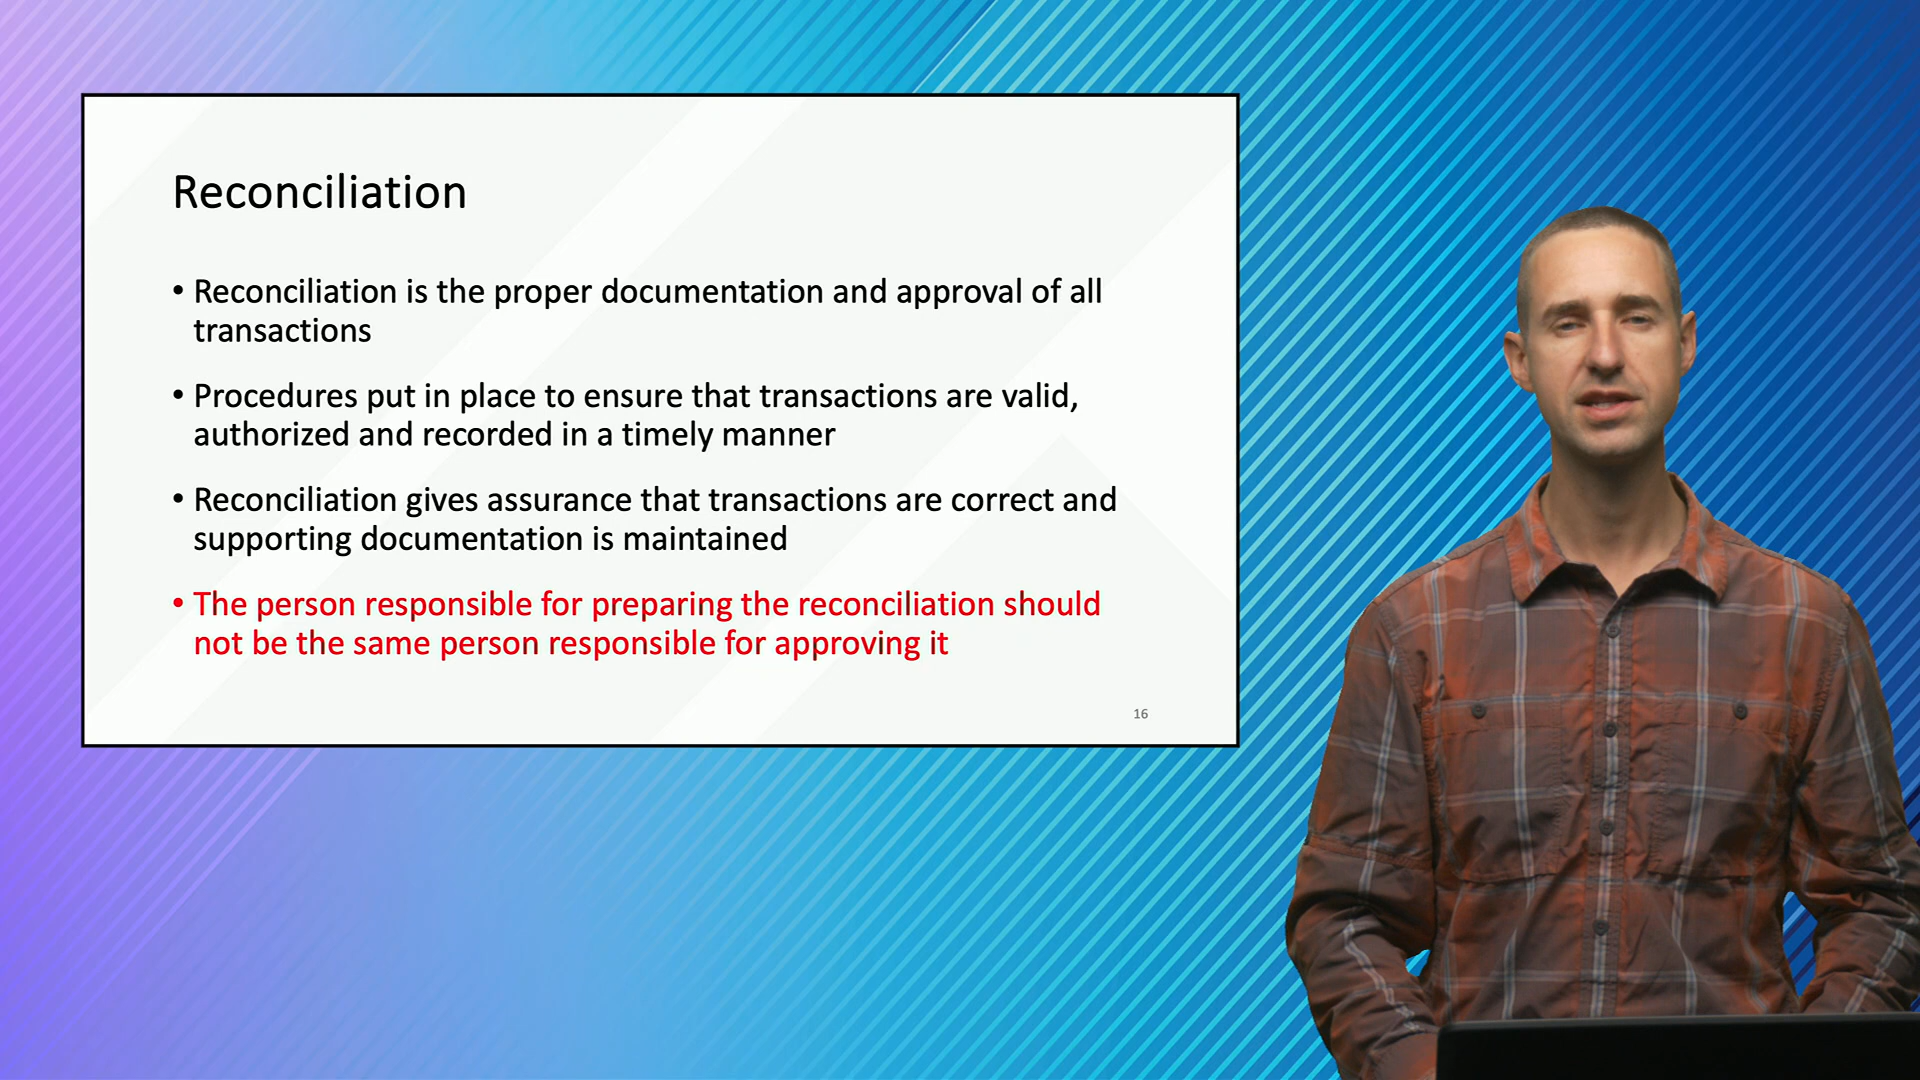 Reconciliation
• Reconciliation is the proper documentation and approval of all
transactions
• Procedures put in place to ensure that transactions are valid,
authorized and recorded in a timely manner
• Reconciliation gives assurance that transactions are correct and
supporting documentation is maintained
• The person responsible for preparing the reconciliation should
not be the same person responsible for approving it
16